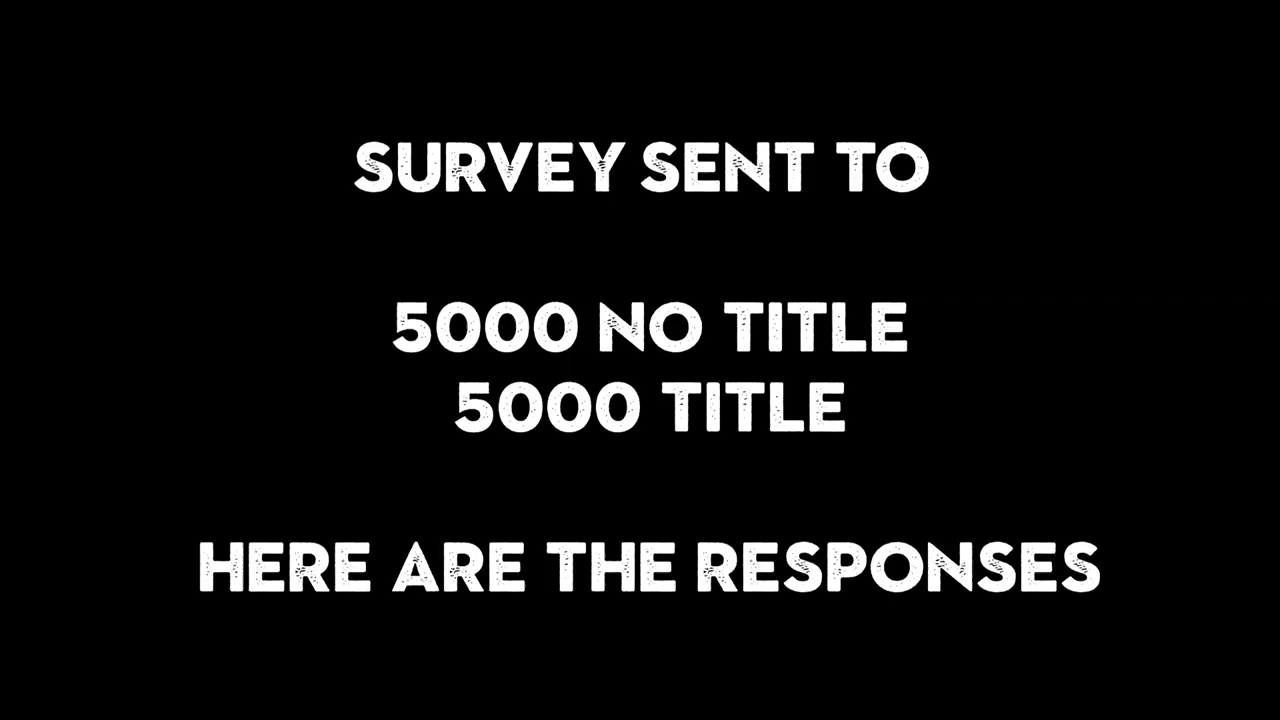 SURVEY SENT TO
5000 NO TITLE
5000 TITLE
HERE ARE THE RESPONSES